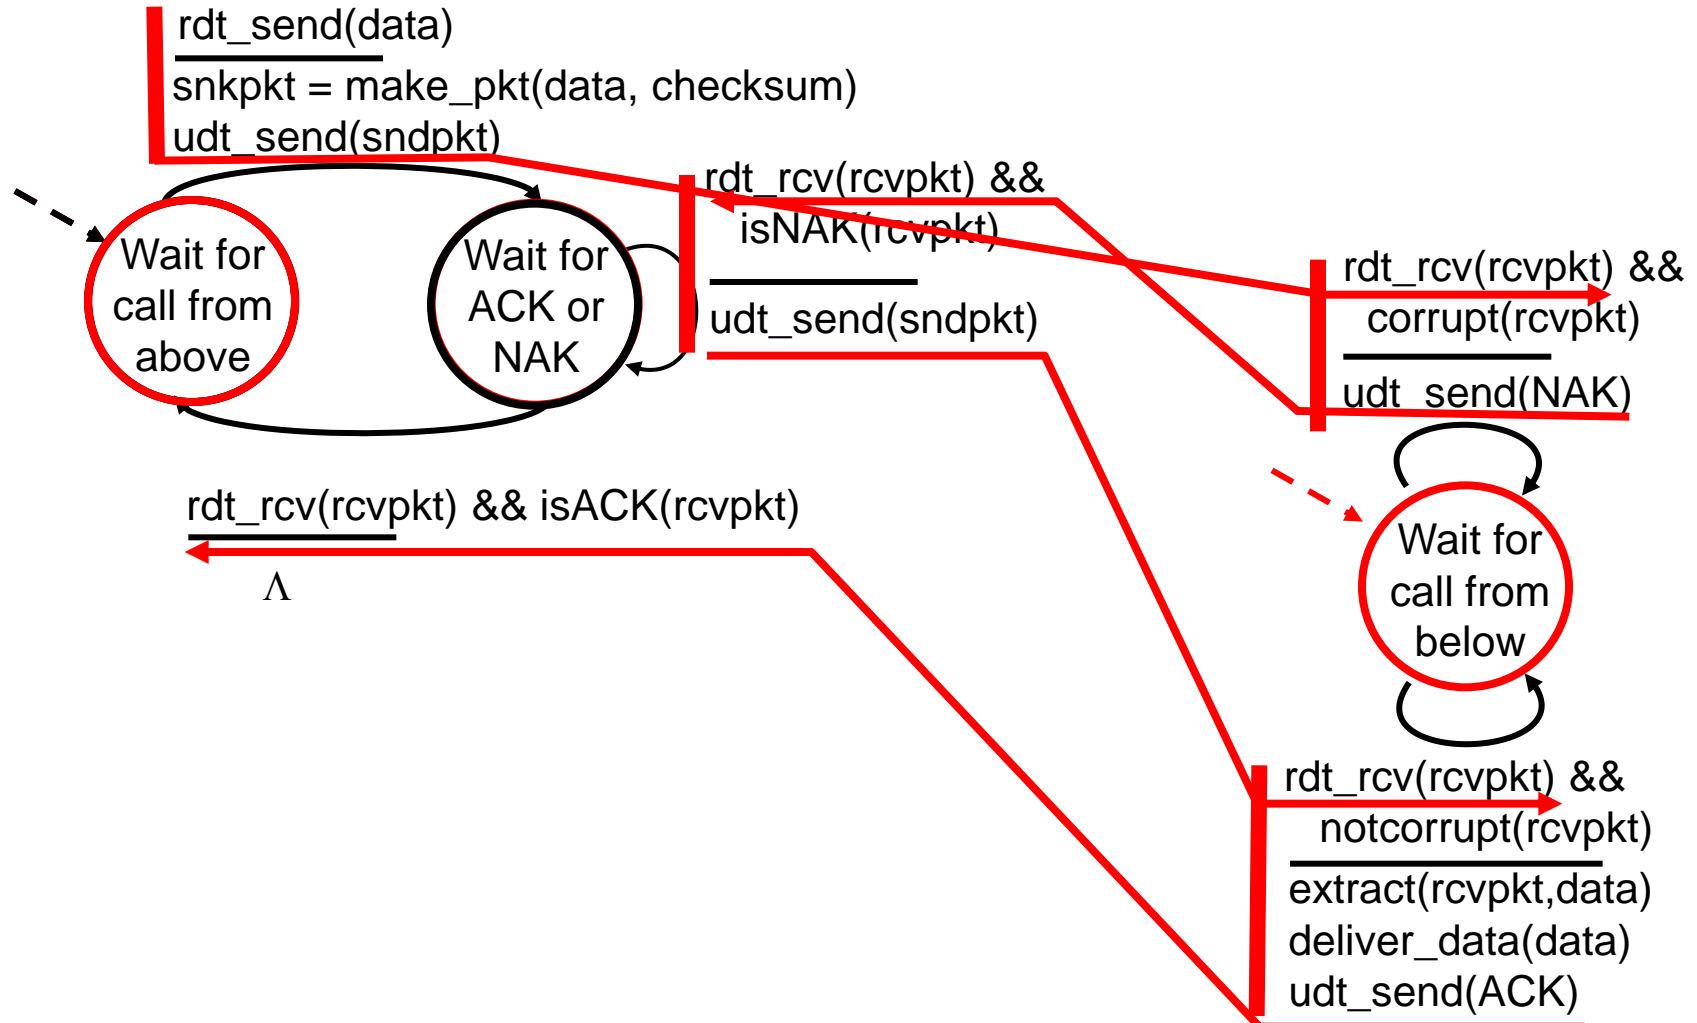 rdt_send(data)
snkpkt = make_pkt(data, checksum)
udt_send(sndpkt)
rdt_rcv(rcvpkt) &&
isNAK(rcvpkt)
udt_send(sndpkt)
Wait for
call from
above
Wait for
ACK or
NAK
rdt_rcv(rcvpkt) &&
corrupt(rcvpkt)
udt_send(NAK)
rdt_rcv(rcvpkt) && isACK(rcvpkt)
Λ
Wait for
call from
below
rdt_rcv(rcvpkt) &&
notcorrupt(rcvpkt)
extract(rcvpkt,data)
deliver_data(data)
udt_send(ACK)